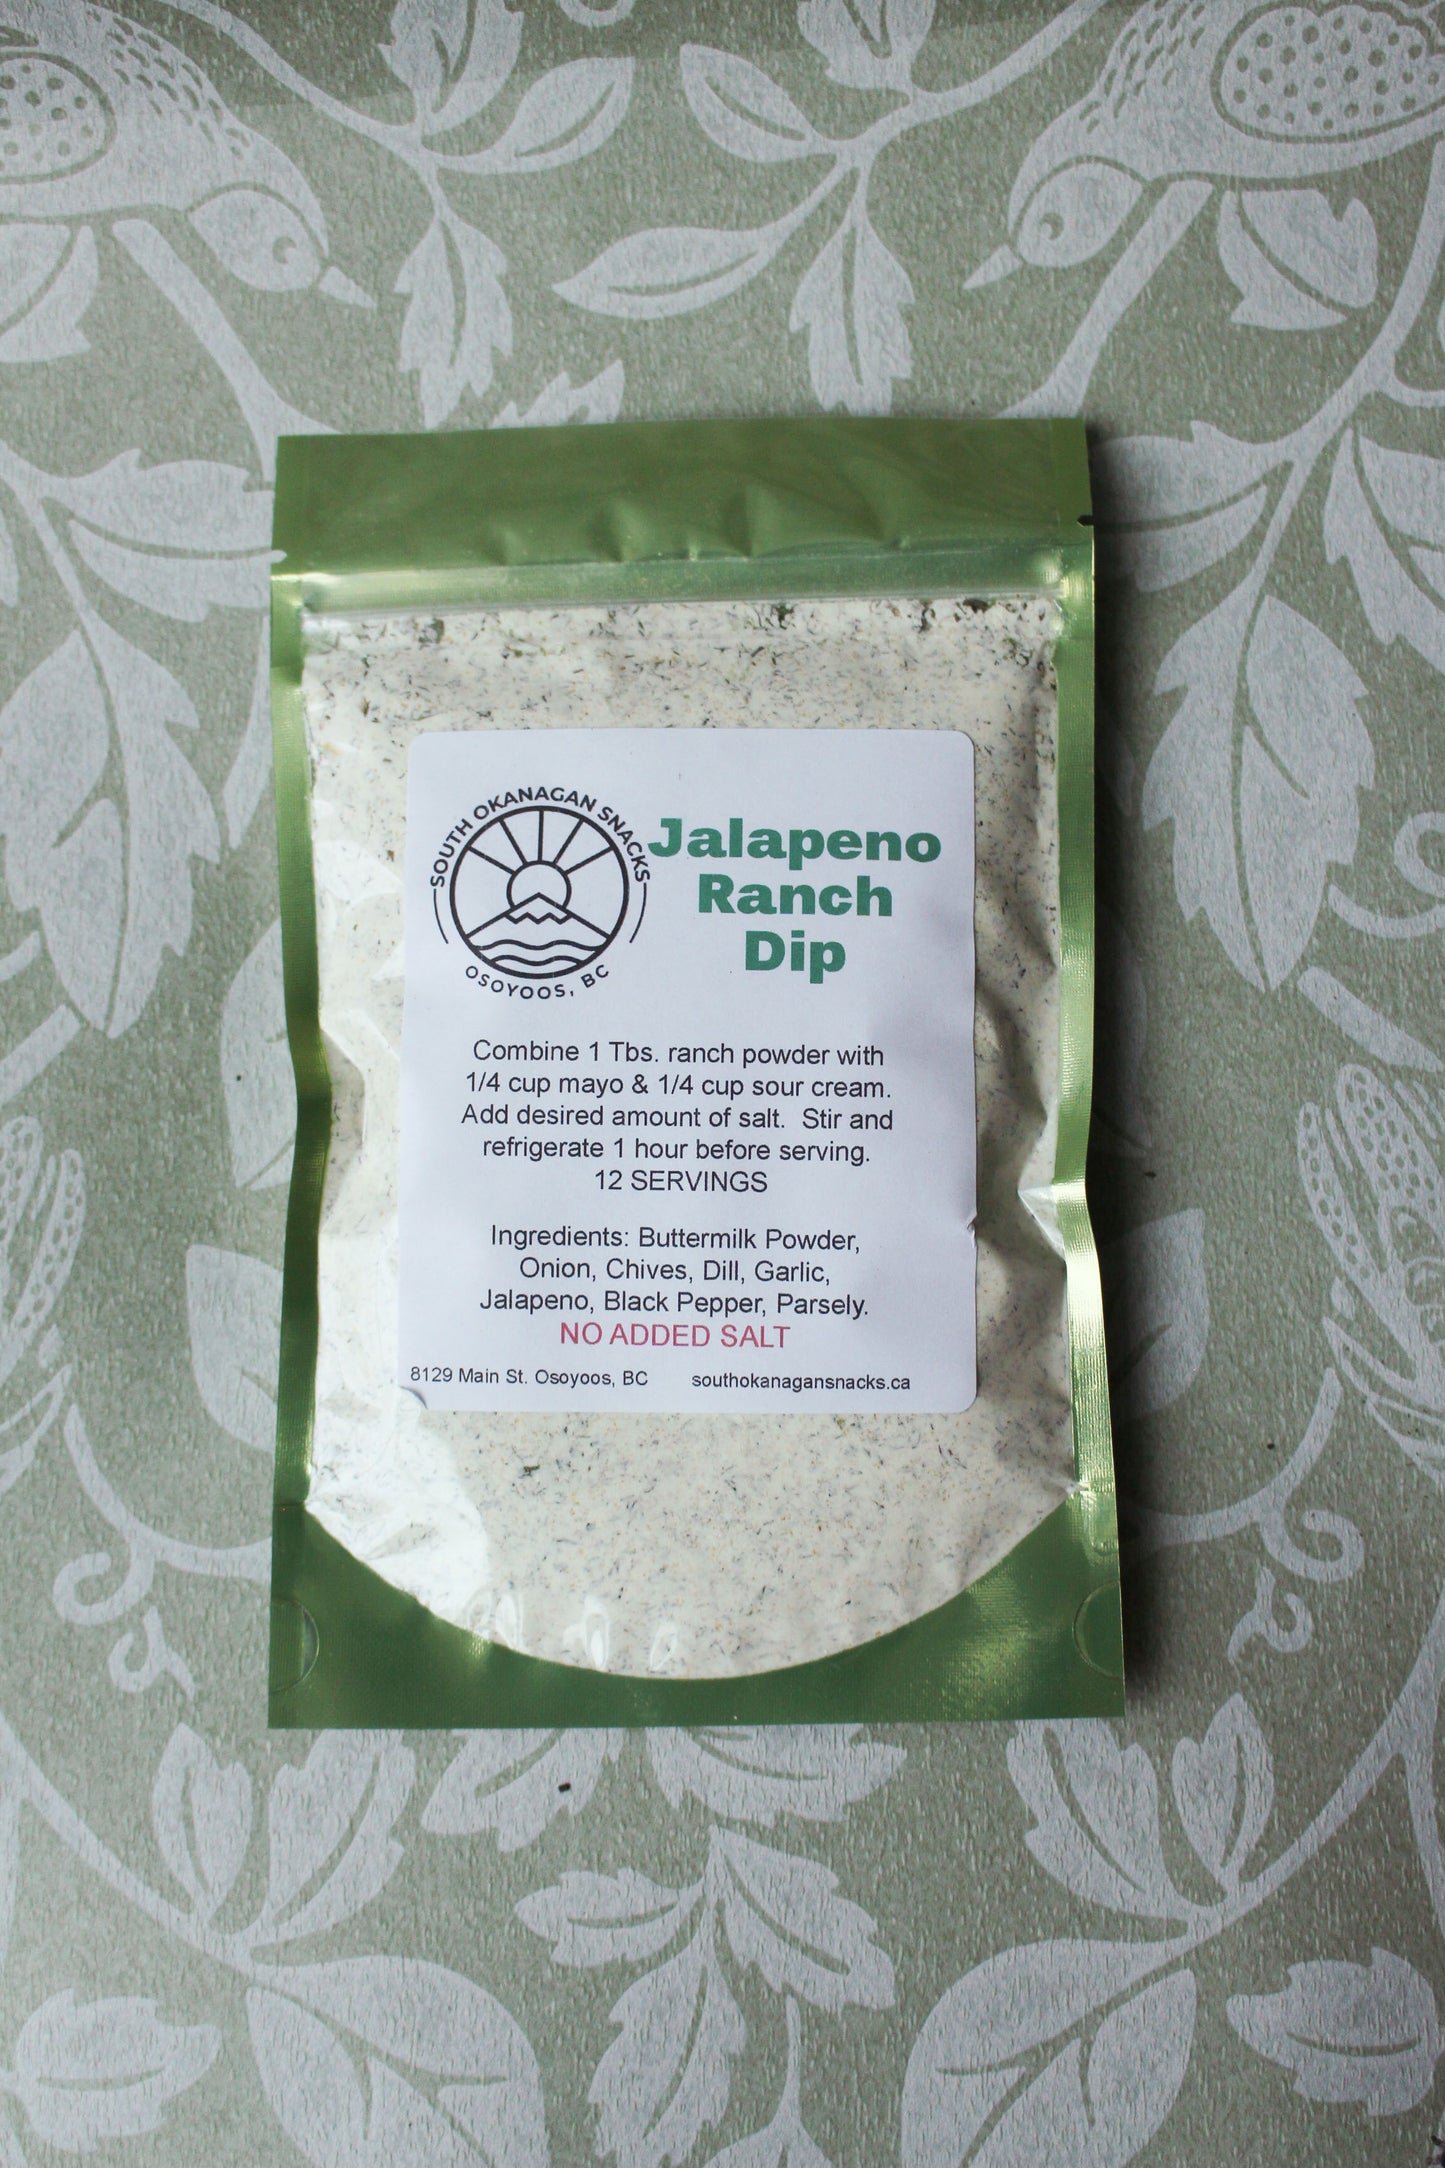 SOUTH OKANAGAN SNACKS
OSOYOOS, BC
Jalapeno
Ranch
Dip
Combine 1 Tbs. ranch powder with
1/4 cup mayo & 1/4 cup sour cream.
Add desired amount of salt.  Stir and
refrigerate 1 hour before serving.
12 SERVINGS
Ingredients: Buttermilk Powder,
Onion, Chives, Dill, Garlic,
Jalapeno, Black Pepper, Parsely.
NO ADDED SALT
8129 Main St. Osoyoos, BC southokanagansnacks.ca